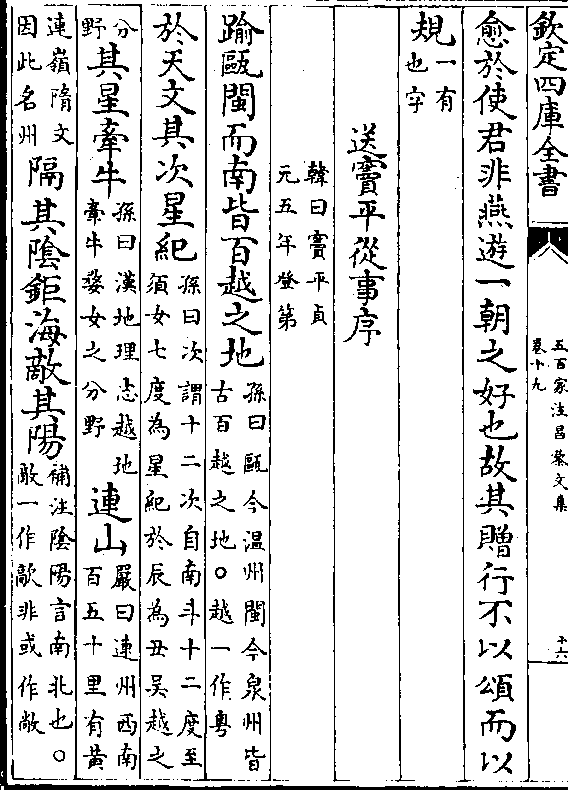 欽定四庫全書
五百家注昌黎文集
卷十九
十六
愈於使君非燕遊一朝之好也故其贈行不以頌而以
規一有也字
送竇平從事序
韓曰竇平貞元五年登第
踰甌閩而南皆百越之地孫曰甌今温州閩今泉州皆古百越之地○越一作粤
於天文其次星紀孫曰次謂十二次自南斗十二度至須女七度為星紀於辰為丑吳越之
分野其星牽牛孫曰漢地理志越地牽牛婺女之分野連山嚴曰連州西南百五十里有黄
連嶺隋文因此名州隔其陰鉅海敵其陽補注陰陽言南北也○敵一作歒非或作敞